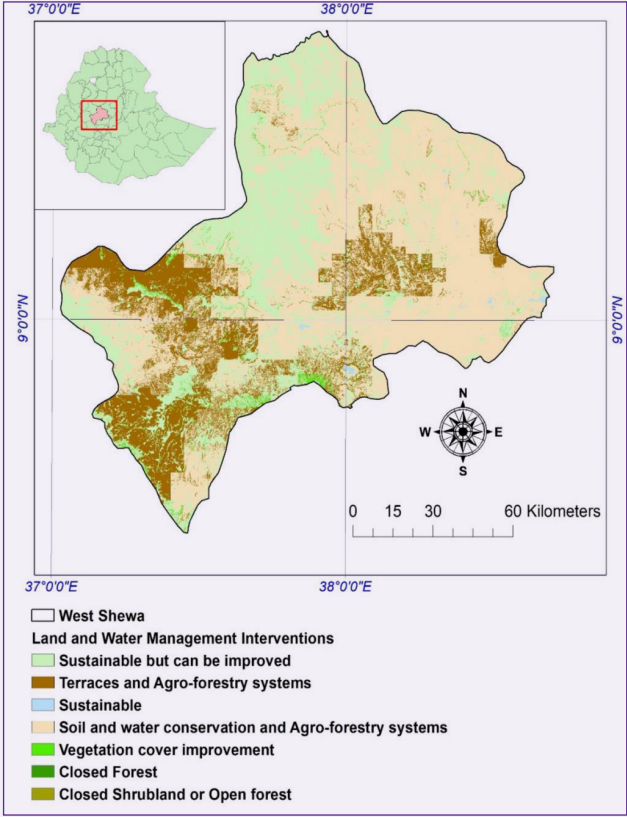 37°0'0"E 38°0'0"E
9°0'0"N 9°0'0"N
N
W E
S
0 15 30 60 Kilometers
37°0'0"E 38°0'0"E
West Shewa
Land and Water Management Interventions
Sustainable but can be improved
Terraces and Agro-forestry systems
Sustainable
Soil and water conservation and Agro-forestry systems
Vegetation cover improvement
Closed Forest
Closed Shrubland or Open forest